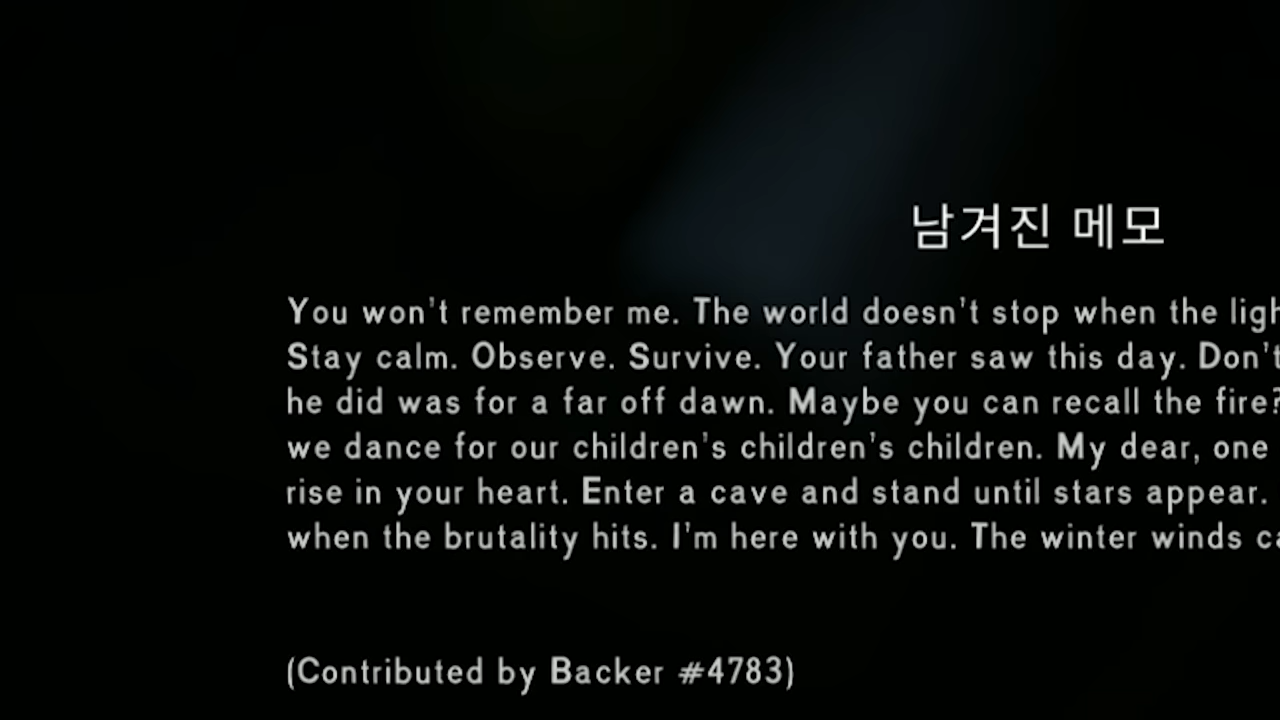 남겨진 메모
You won't remember me. The world doesn't stop when the
Stay calm. Observe. Survive. Your father saw this day. Don't
he did was for a far off dawn. Maybe you can recall the fire?
we dance for our children's children's children. My dear, one
rise in your heart. Enter a cave and stand until stars appear.
when the brutality hits. I'm here with you. The winter winds
(Contributed by Backer #4783)